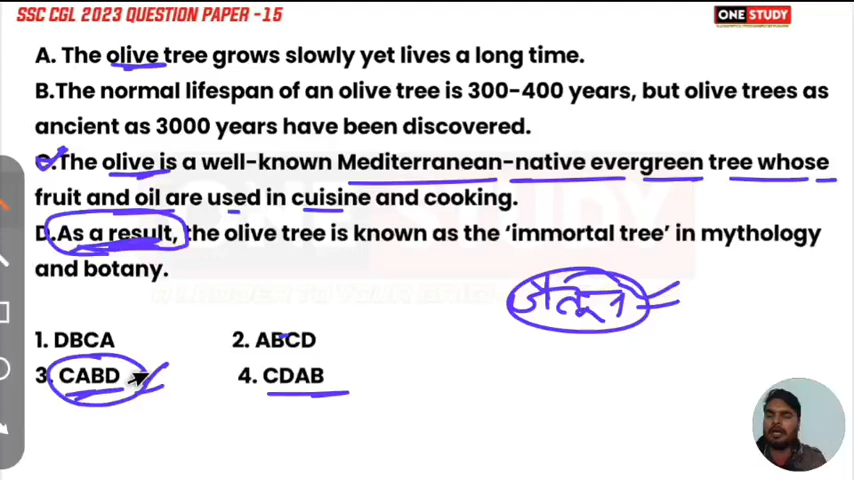 SSC CGL 2023 QUESTION PAPER -15
ONE STUDY
A. The olive tree grows slowly yet lives a long time.
B.The normal lifespan of an olive tree is 300-400 years, but olive trees as
ancient as 3000 years have been discovered.
C.The olive is a well-known Mediterranean-native evergreen tree whose
fruit and oil are used in cuisine and cooking.
D.As a result, the olive tree is known as the ‘immortal tree’ in mythology
and botany.
जैतून
1. DBCA 2. ABCD
3. CABD 4. CDAB